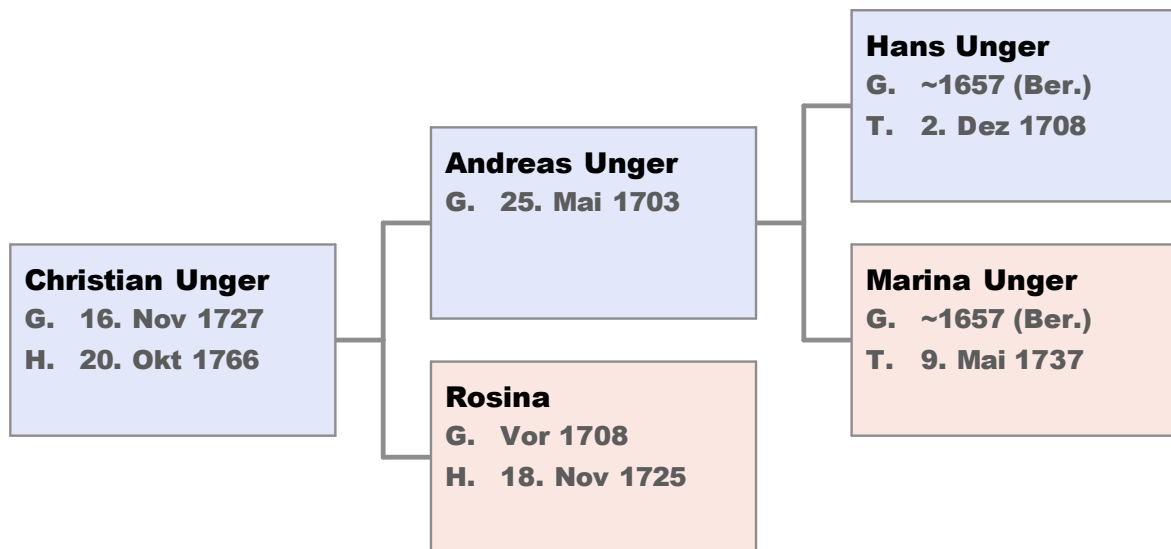 Hans Unger
G. ~1657 (Ber.)
T. 2. Dez 1708
Andreas Unger
G. 25. Mai 1703
Christian Unger
G. 16. Nov 1727
H. 20. Okt 1766
Marina Unger
G. ~1657 (Ber.)
T. 9. Mai 1737
Rosina
G. Vor 1708
H. 18. Nov 1725